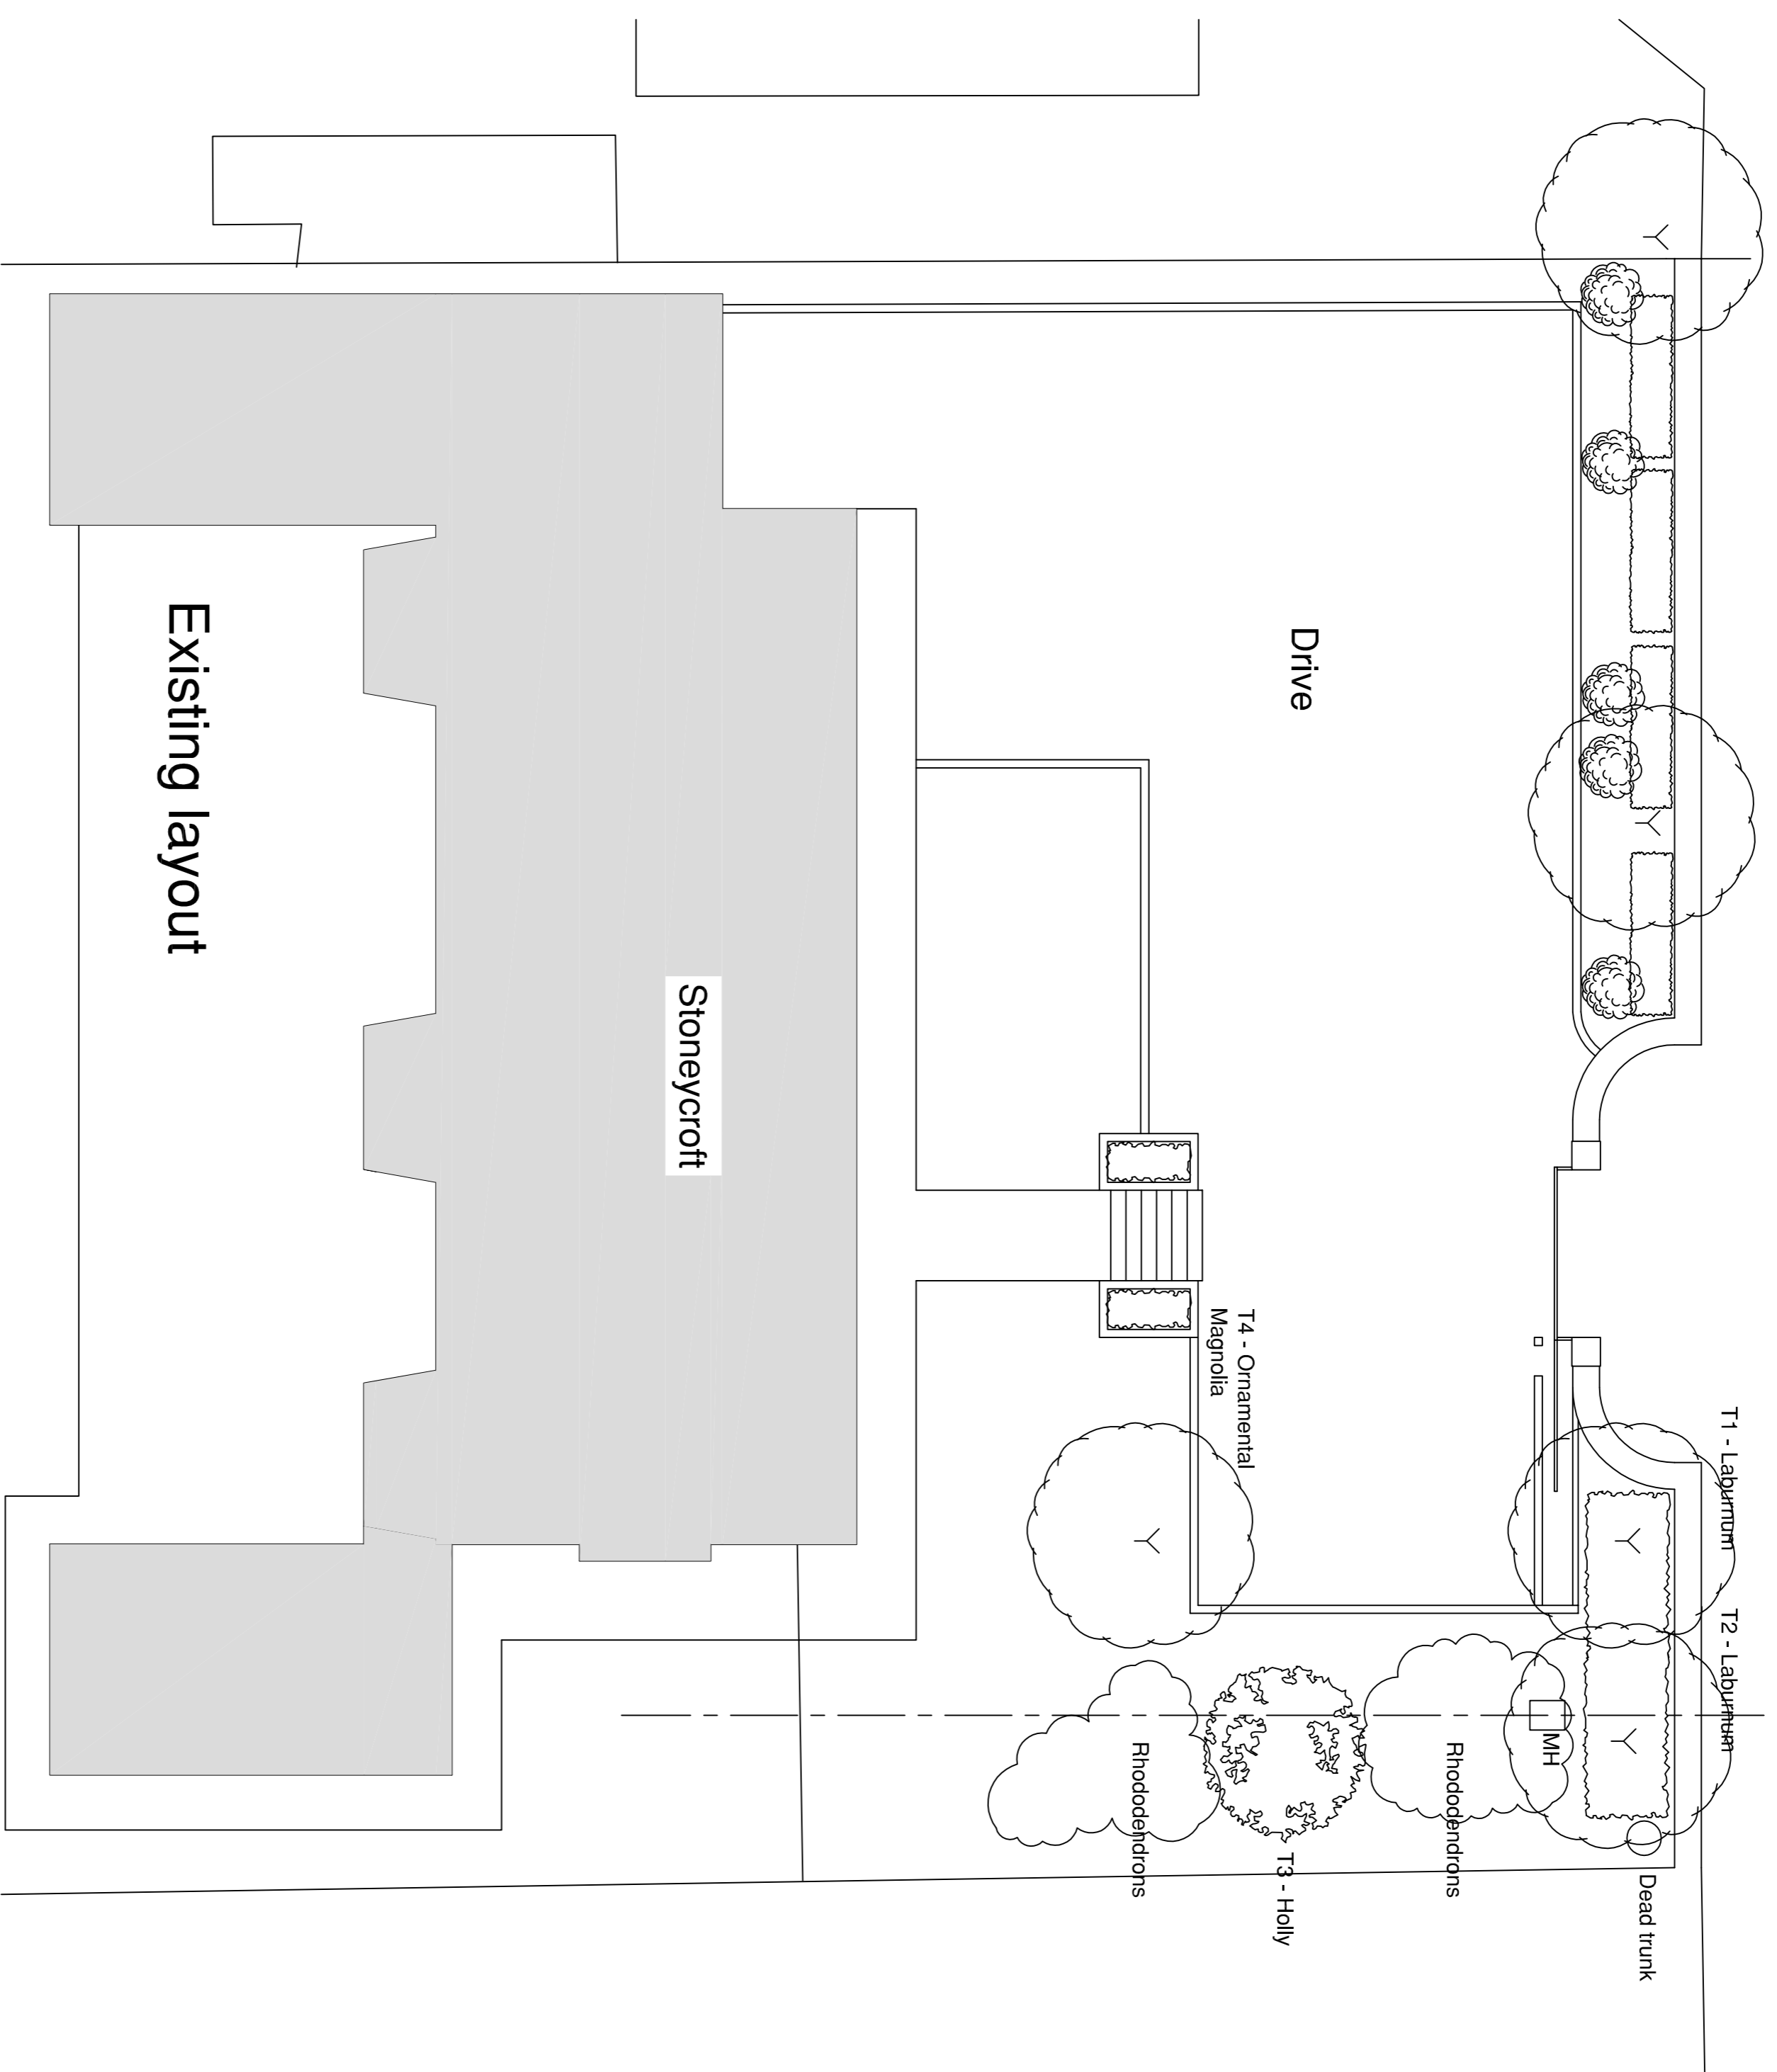 T1 - Laburnum
T2 - Laburnum
Dead trunk
MH
Rhododendrons
Drive
T3 - Holly
T4 - Ornamental
Magnolia
Rhododendrons
Stoneycroft
Existing layout